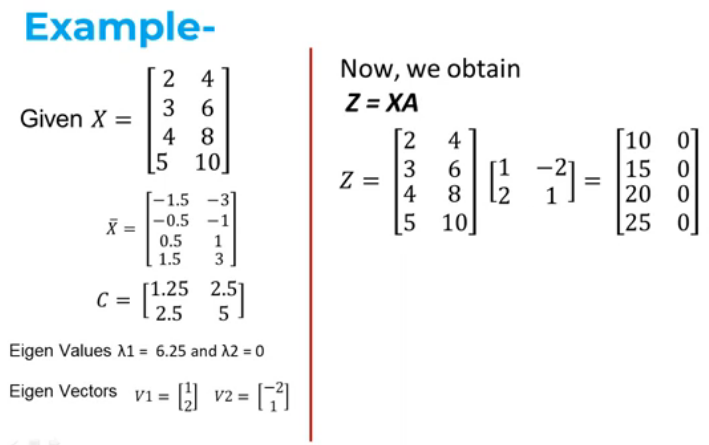 Example-
Given X = [2 4
3 6
4 8
5 10]
X̄ = [−1.5 −3
−0.5 −1
0.5 1
1.5 3]
C = [1.25 2.5
2.5 5]
Eigen Values λ1 = 6.25 and λ2 = 0
Eigen Vectors V1 = [1 2] V2 = [−2 1]
Now, we obtain
Z = XA
Z = [2 4
3 6
4 8
5 10] [1 −2
2 1] = [10 0
15 0
20 0
25 0]